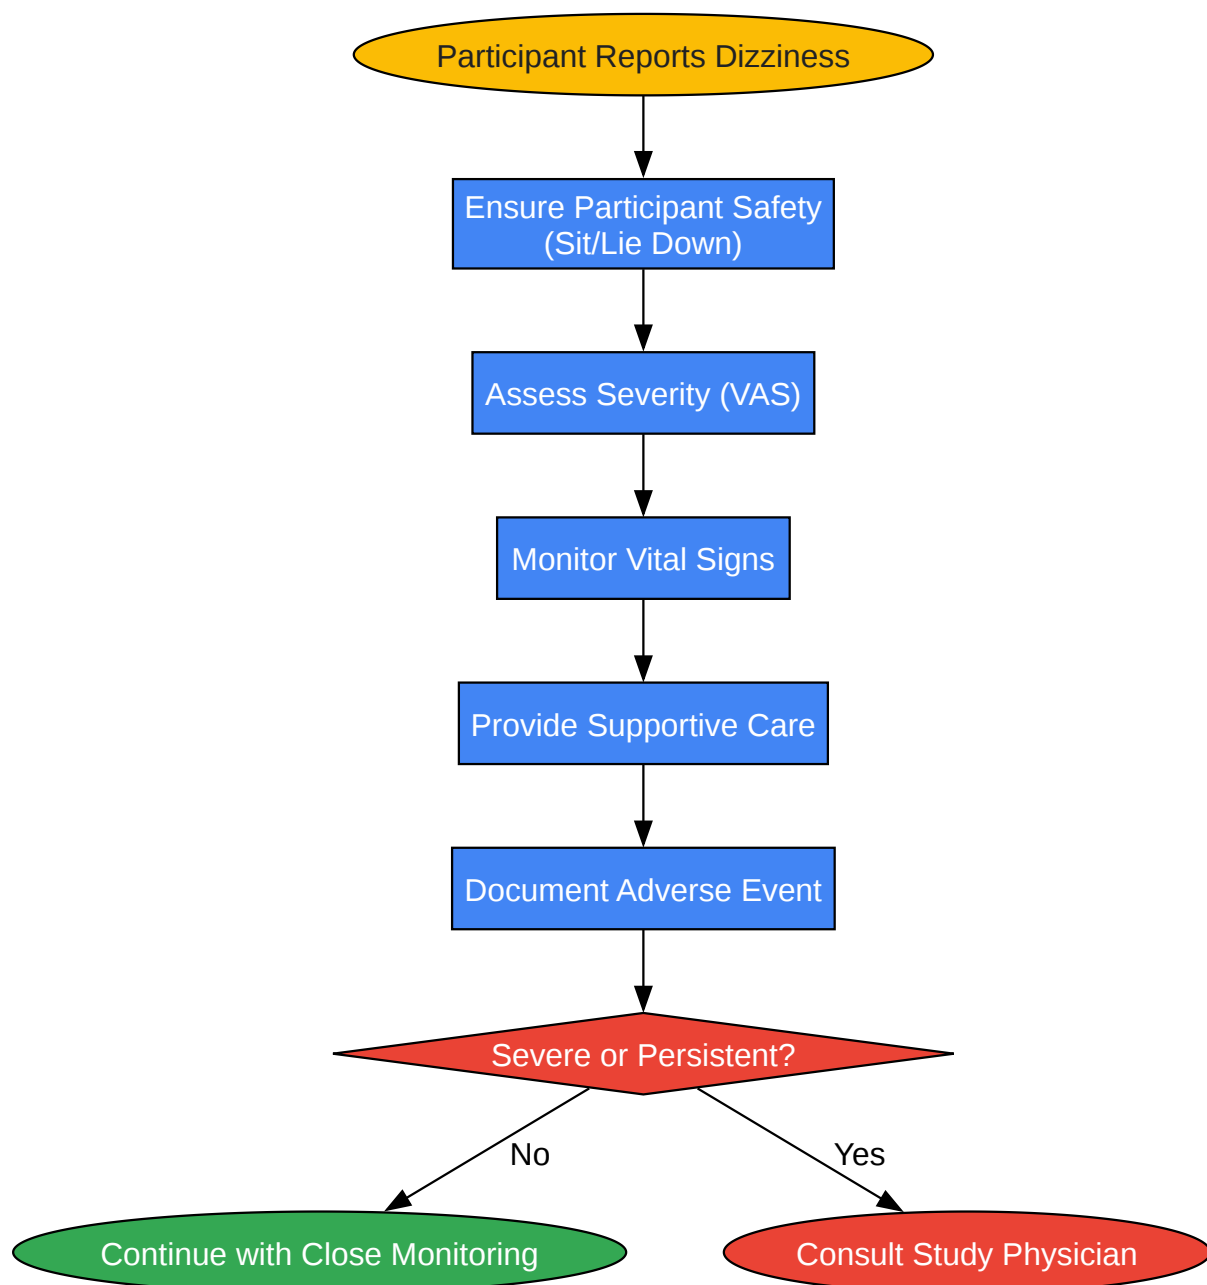 Participant Reports Dizziness
Ensure Participant Safety
(Sit/Lie Down)
Assess Severity (VAS)
Monitor Vital Signs
Provide Supportive Care
Document Adverse Event
Severe or Persistent?
No
Yes
Continue with Close Monitoring
Consult Study Physician